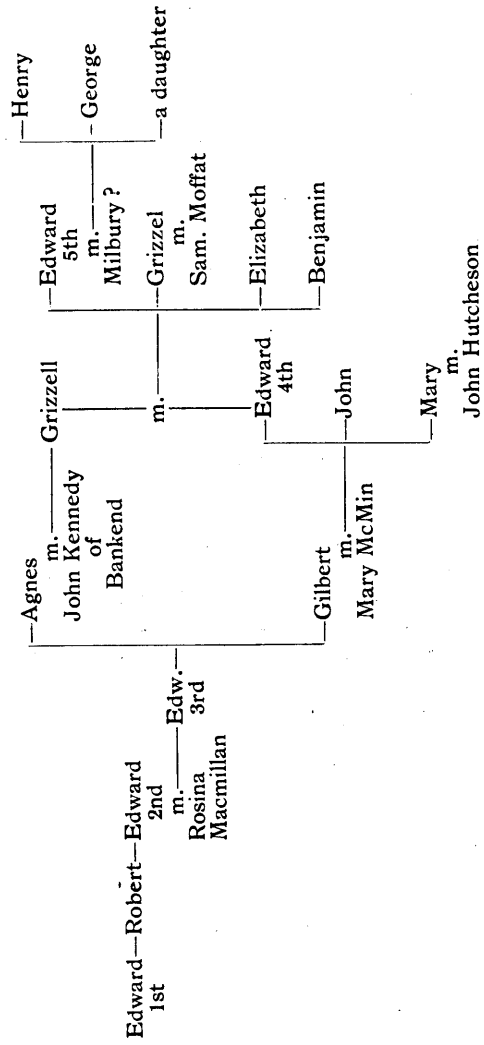 Edward—Robert—Edward
1st
2nd
m.
Rosina
Macmillan
Edw.
3rd
Agnes
m.
John Kennedy
of
Bankend
Gilbert
m.
Mary McMin
Grizzell
m.
Edward
4th
John
Mary
m.
John Hutcheson
Edward
5th
m.
Milbury ?
Grizzel
m.
Sam. Moffat
Elizabeth
Benjamin
Henry
George
a daughter